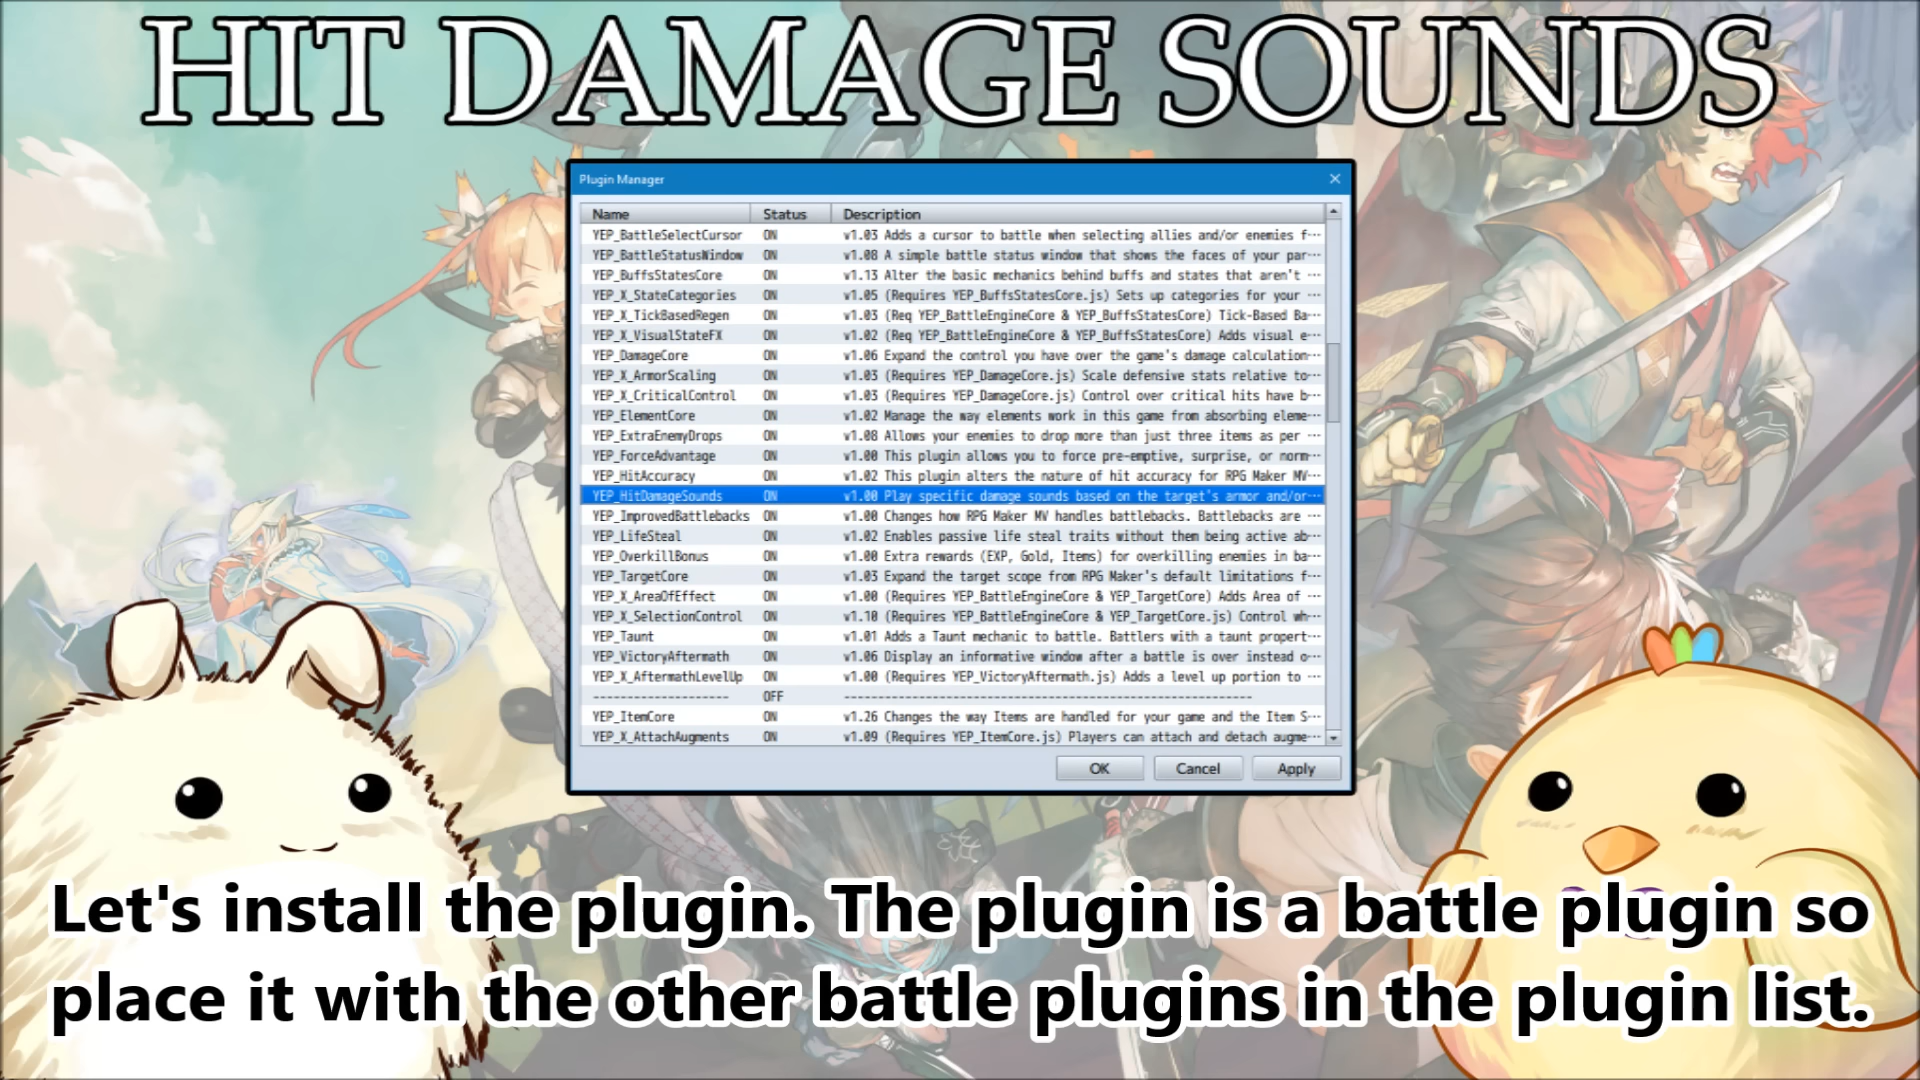 HIT DAMAGE SOUNDS
Plugin Manager
Name Status Description
YEP_BattleSelectCursor ON v1.03 Adds a cursor to battle when selecting allies and/or enemies f···
YEP_BattleStatusWindow ON v1.08 A simple battle status window that shows the faces of your par···
YEP_BuffsStatesCore ON v1.13 Alter the basic mechanics behind buffs and states that aren't ···
YEP_X_StateCategories ON v1.05 (Requires YEP_BuffsStatesCore.js) Sets up categories for your ···
YEP_X_TickBasedRegen ON v1.03 (Req YEP_BattleEngineCore & YEP_BuffsStatesCore) Tick-Based Ba···
YEP_X_VisualStateFX ON v1.02 (Req YEP_BattleEngineCore & YEP_BuffsStatesCore) Adds visual e···
YEP_DamageCore ON v1.06 Expand the control you have over the game's damage calculation···
YEP_X_ArmorScaling ON v1.03 (Requires YEP_DamageCore.js) Scale defensive stats relative to···
YEP_X_CriticalControl ON v1.03 (Requires YEP_DamageCore.js) Control over critical hits have b···
YEP_ElementCore ON v1.02 Manage the way elements work in this game from absorbing eleme···
YEP_ExtraEnemyDrops ON v1.08 Allows your enemies to drop more than just three items as per ···
YEP_ForceAdvantage ON v1.00 This plugin allows you to force pre-emptive, surprise, or norm···
YEP_HitAccuracy ON v1.02 This plugin alters the nature of hit accuracy for RPG Maker MV···
YEP_HitDamageSounds ON v1.00 Play specific damage sounds based on the target's armor and/or···
YEP_ImprovedBattlebacks ON v1.00 Changes how RPG Maker MV handles battlebacks. Battlebacks are ···
YEP_LifeSteal ON v1.02 Enables passive life steal traits without them being active ab···
YEP_OverkillBonus ON v1.00 Extra rewards (EXP, Gold, Items) for overkilling enemies in ba···
YEP_TargetCore ON v1.03 Expand the target scope from RPG Maker's default limitations f···
YEP_X_AreaOfEffect ON v1.00 (Requires YEP_BattleEngineCore & YEP_TargetCore) Adds Area of ···
YEP_X_SelectionControl ON v1.10 (Requires YEP_BattleEngineCore & YEP_TargetCore.js) Control wh···
YEP_Taunt ON v1.01 Adds a Taunt mechanic to battle. Battlers with a taunt propert···
YEP_VictoryAftermath ON v1.06 Display an informative window after a battle is over instead o···
YEP_X_AftermathLevelUp ON v1.00 (Requires YEP_VictoryAftermath.js) Adds a level up portion to ···
-------------------- OFF ------------------------------------------------------------
YEP_ItemCore ON v1.26 Changes the way Items are handled for your game and the Item S···
YEP_X_AttachAugments ON v1.09 (Requires YEP_ItemCore.js) Players can attach and detach augme···
OK Cancel Apply
Let's install the plugin. The plugin is a battle plugin so
place it with the other battle plugins in the plugin list.